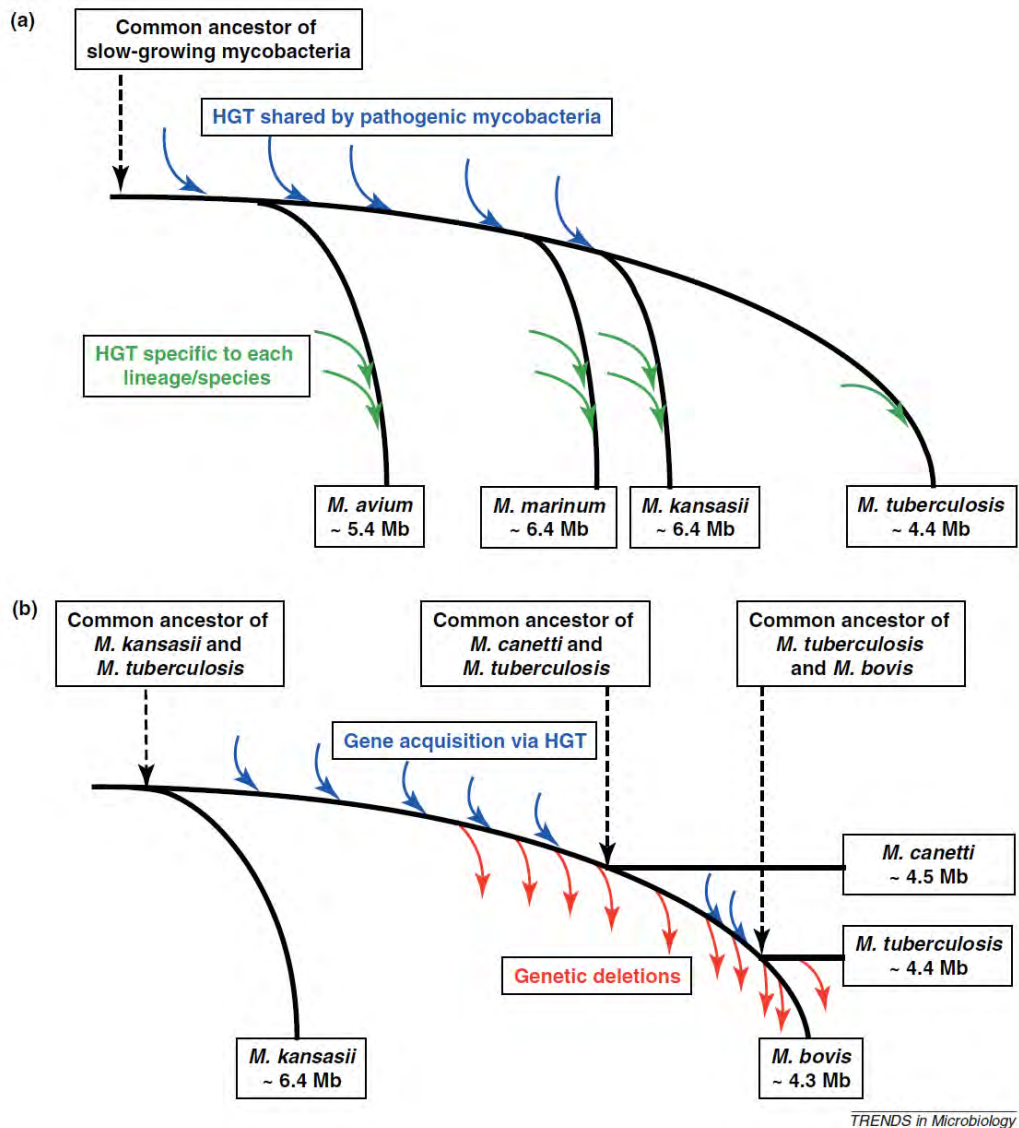 (a)
Common ancestor of
slow-growing mycobacteria
HGT shared by pathogenic mycobacteria
HGT specific to each
lineage/species
M. avium
~ 5.4 Mb
M. marinum
~ 6.4 Mb
M. kansasii
~ 6.4 Mb
M. tuberculosis
~ 4.4 Mb
(b)
Common ancestor of
M. kansasii and
M. tuberculosis
Common ancestor of
M. canetti and
M. tuberculosis
Common ancestor of
M. tuberculosis
and M. bovis
Gene acquisition via HGT
M. canetti
~ 4.5 Mb
M. tuberculosis
~ 4.4 Mb
Genetic deletions
M. kansasii
~ 6.4 Mb
M. bovis
~ 4.3 Mb
TRENDS in Microbiology